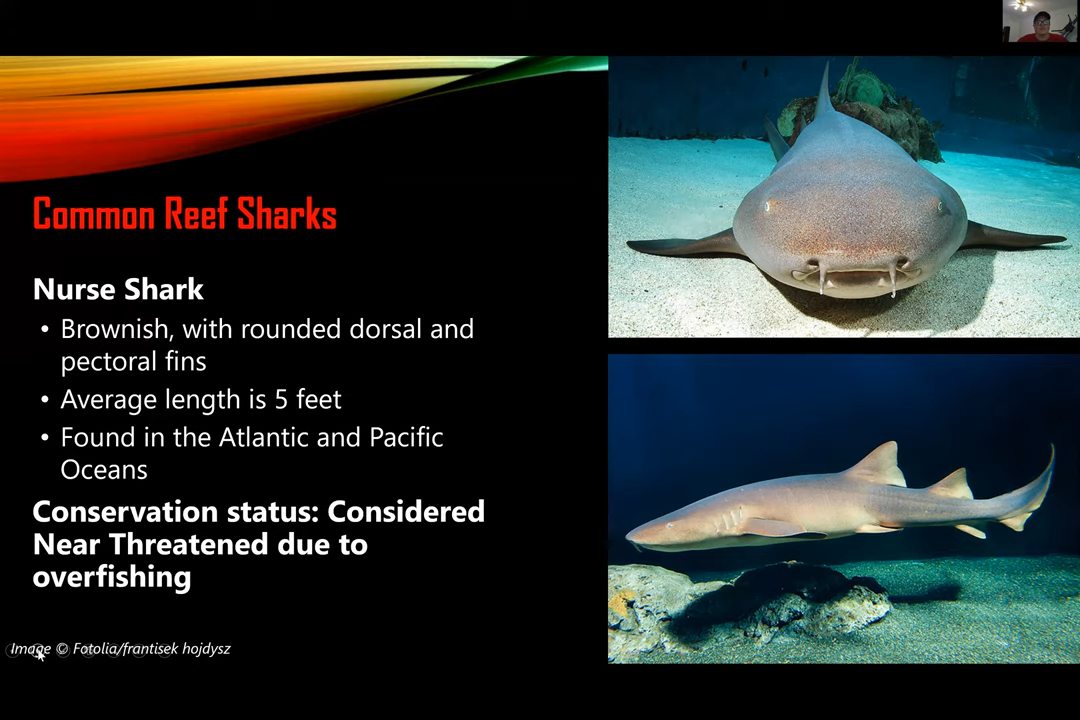 Common Reef Sharks
Nurse Shark
• Brownish, with rounded dorsal and
pectoral fins
• Average length is 5 feet
• Found in the Atlantic and Pacific
Oceans
Conservation status: Considered
Near Threatened due to
overfishing
Image © Fotolia/frantisek hojdysz